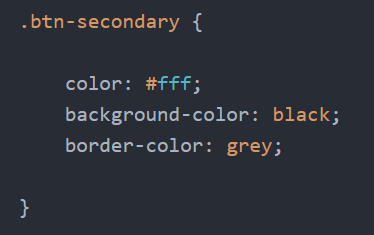 .btn-secondary {
color: #fff;
background-color: black;
border-color: grey;
}